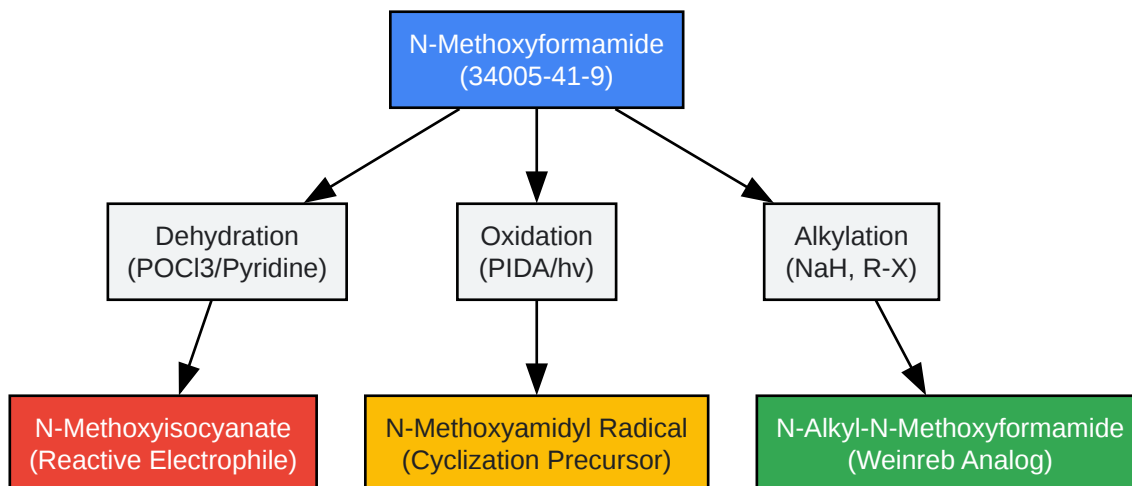 N-Methoxyformamide
(34005-41-9)
Dehydration
(POCl3/Pyridine)
Oxidation
(PIDA/hv)
Alkylation
(NaH, R-X)
N-Methoxyisocyanate
(Reactive Electrophile)
N-Methoxyamidyl Radical
(Cyclization Precursor)
N-Alkyl-N-Methoxyformamide
(Weinreb Analog)